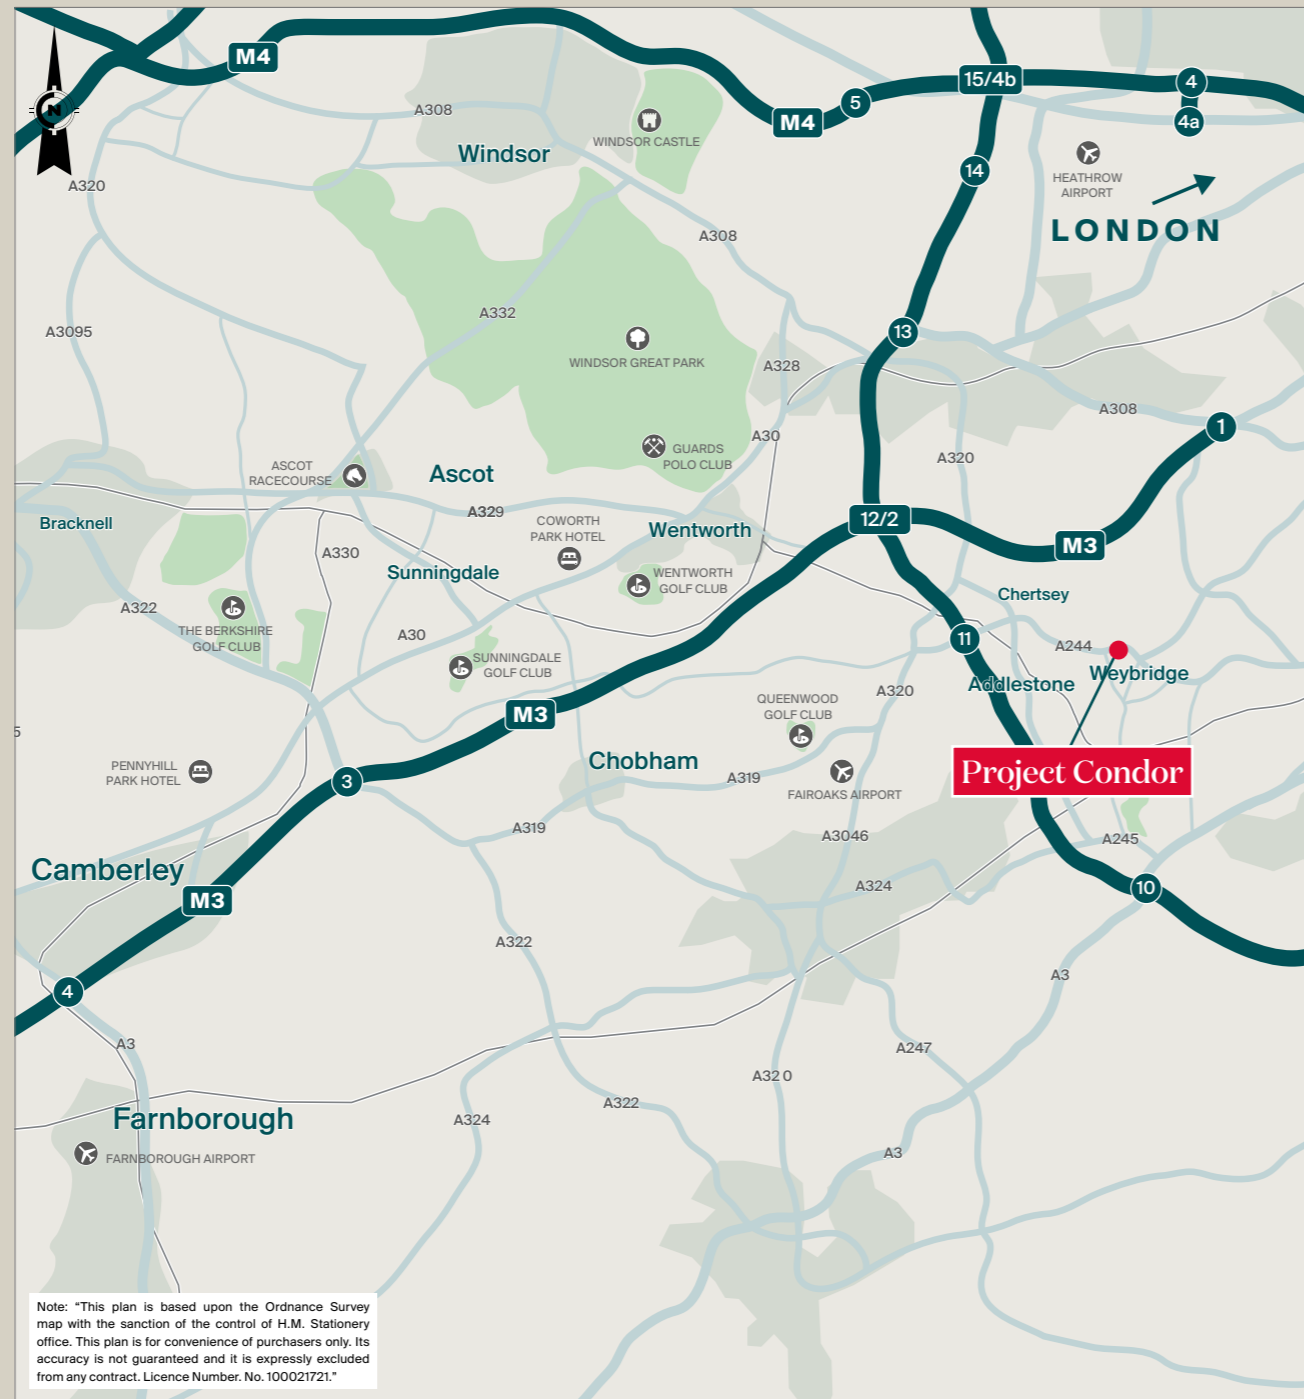 M4
15/4b
5
4
M4
4a
A308
WINDSOR CASTLE
Windsor
N
14
HEATHROW
AIRPORT
A320
LONDON
A308
A332
A3095
13
WINDSOR GREAT PARK
A328
A308
1
A30
GUARDS
POLO CLUB
A320
ASCOT
RACECOURSE
Ascot
A329
COWORTH
PARK HOTEL
Wentworth
12/2
M3
Bracknell
A330
Sunningdale
WENTWORTH
GOLF CLUB
Chertsey
A322
THE BERKSHIRE
GOLF CLUB
A30
11
A244
SUNNINGDALE
GOLF CLUB
Weybridge
Addlestone
QUEENWOOD
GOLF CLUB
A320
M3
5
Chobham
Project Condor
PENNYHILL
PARK HOTEL
3
A319
FAIROAKS AIRPORT
A319
A3046
A245
Camberley
M3
A324
10
A322
A3
4
A3
A247
A320
A322
A324
Farnborough
A3
FARNBOROUGH AIRPORT
Note: “This plan is based upon the Ordnance Survey
map with the sanction of the control of H.M. Stationery
office. This plan is for convenience of purchasers only. Its
accuracy is not guaranteed and it is expressly excluded
from any contract. Licence Number. No. 100021721.”